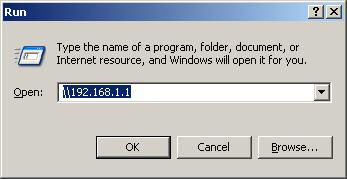 Run
Type the name of a program, folder, document, or
Internet resource, and Windows will open it for you.
Open: \\192.168.1.1
OK Cancel Browse...